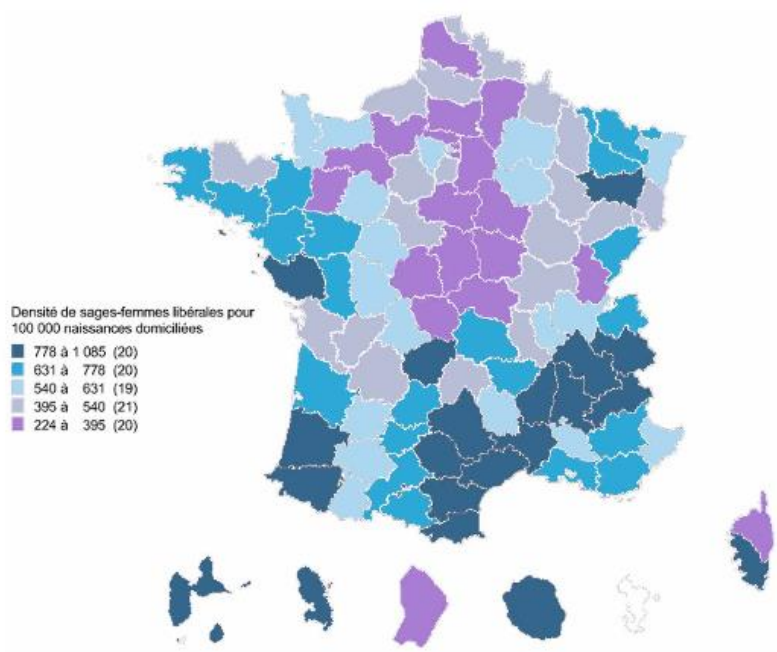 Densité de sages-femmes libérales pour
100 000 naissances domiciliées
778 à 1 085 (20)
631 à 778 (20)
540 à 631 (19)
395 à 540 (21)
224 à 395 (20)